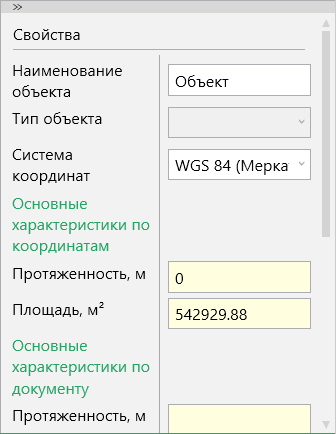 »
Свойства
Наименование
объекта
Объект
Тип объекта
Система
координат
WGS 84 (Мерка
Основные
характеристики по
координатам
Протяженность, м
0
Площадь, м²
542929.88
Основные
характеристики по
документу
Протяженность, м